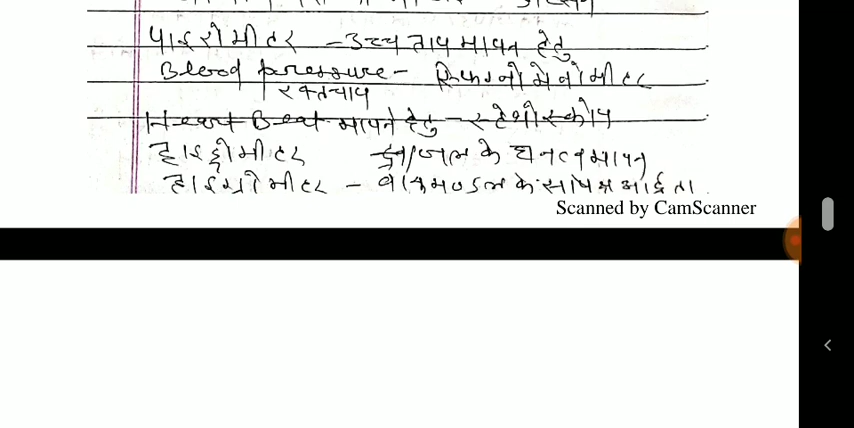 पाइरोमीटर - उच्च ताप मापन हेतु
Blood pressure - स्फिग्नोमेनोमीटर
रक्तचाप
Heart Beat मापने हेतु - स्टेथोस्कोप
हाइड्रोमीटर द्रव/जल के घनत्व मापन
हाइग्रोमीटर - वायुमण्डल के सापेक्ष आर्द्रता
Scanned by CamScanner